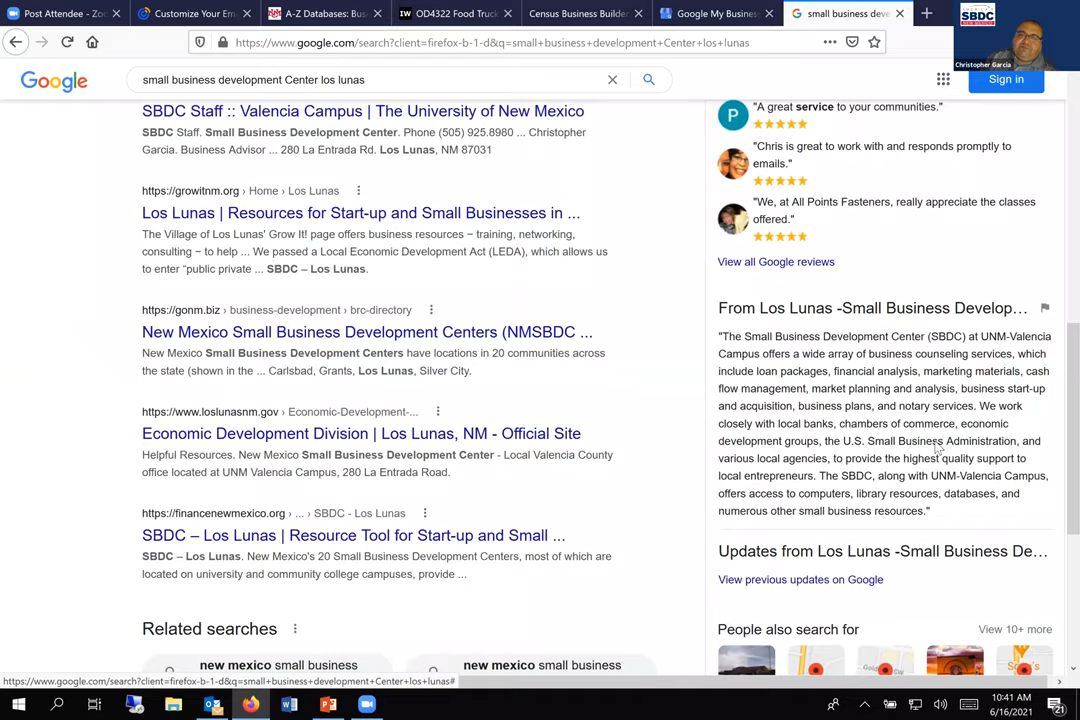 Post Attendee - Zoo
Customize Your Em
A-Z Databases: Bus
OD4322 Food Truck
Census Business Builder
Google My Business
small business deve
SBDC
NEW MEXICO
Christopher Garcia
https://www.google.com/search?client=firefox-b-1-d&q=small+business+development+Center+los+lunas
Google
small business development Center los lunas
Sign in
SBDC Staff :: Valencia Campus | The University of New Mexico
SBDC Staff. Small Business Development Center. Phone (505) 925.8980 ... Christopher
Garcia. Business Advisor ... 280 La Entrada Rd. Los Lunas, NM 87031
https://growitnm.org › Home › Los Lunas
Los Lunas | Resources for Start-up and Small Businesses in ...
The Village of Los Lunas' Grow It! page offers business resources − training, networking,
consulting − to help ... We passed a Local Economic Development Act (LEDA), which allows us
to enter “public private ... SBDC – Los Lunas.
https://gonm.biz › business-development › brc-directory
New Mexico Small Business Development Centers (NMSBDC ...
New Mexico Small Business Development Centers have locations in 20 communities across
the state (shown in the ... Carlsbad, Grants, Los Lunas, Silver City.
https://www.loslunasnm.gov › Economic-Development-...
Economic Development Division | Los Lunas, NM - Official Site
Helpful Resources. New Mexico Small Business Development Center - Local Valencia County
office located at UNM Valencia Campus, 280 La Entrada Road.
https://financenewmexico.org › ... › SBDC - Los Lunas
SBDC – Los Lunas | Resource Tool for Start-up and Small ...
SBDC – Los Lunas. New Mexico's 20 Small Business Development Centers, most of which are
located on university and community college campuses, provide ...
Related searches
new mexico small business
new mexico small business
P
"A great service to your communities."
"Chris is great to work with and responds promptly to
emails."
"We, at All Points Fasteners, really appreciate the classes
offered."
View all Google reviews
From Los Lunas -Small Business Develop...
"The Small Business Development Center (SBDC) at UNM-Valencia
Campus offers a wide array of business counseling services, which
include loan packages, financial analysis, marketing materials, cash
flow management, market planning and analysis, business start-up
and acquisition, business plans, and notary services. We work
closely with local banks, chambers of commerce, economic
development groups, the U.S. Small Business Administration, and
various local agencies, to provide the highest quality support to
local entrepreneurs. The SBDC, along with UNM-Valencia Campus,
offers access to computers, library resources, databases, and
numerous other small business resources."
Updates from Los Lunas -Small Business De...
View previous updates on Google
People also search for
View 10+ more
https://www.google.com/search?client=firefox-b-1-d&q=small+business+development+Center+los+lunas#
10:41 AM
6/16/2021
21